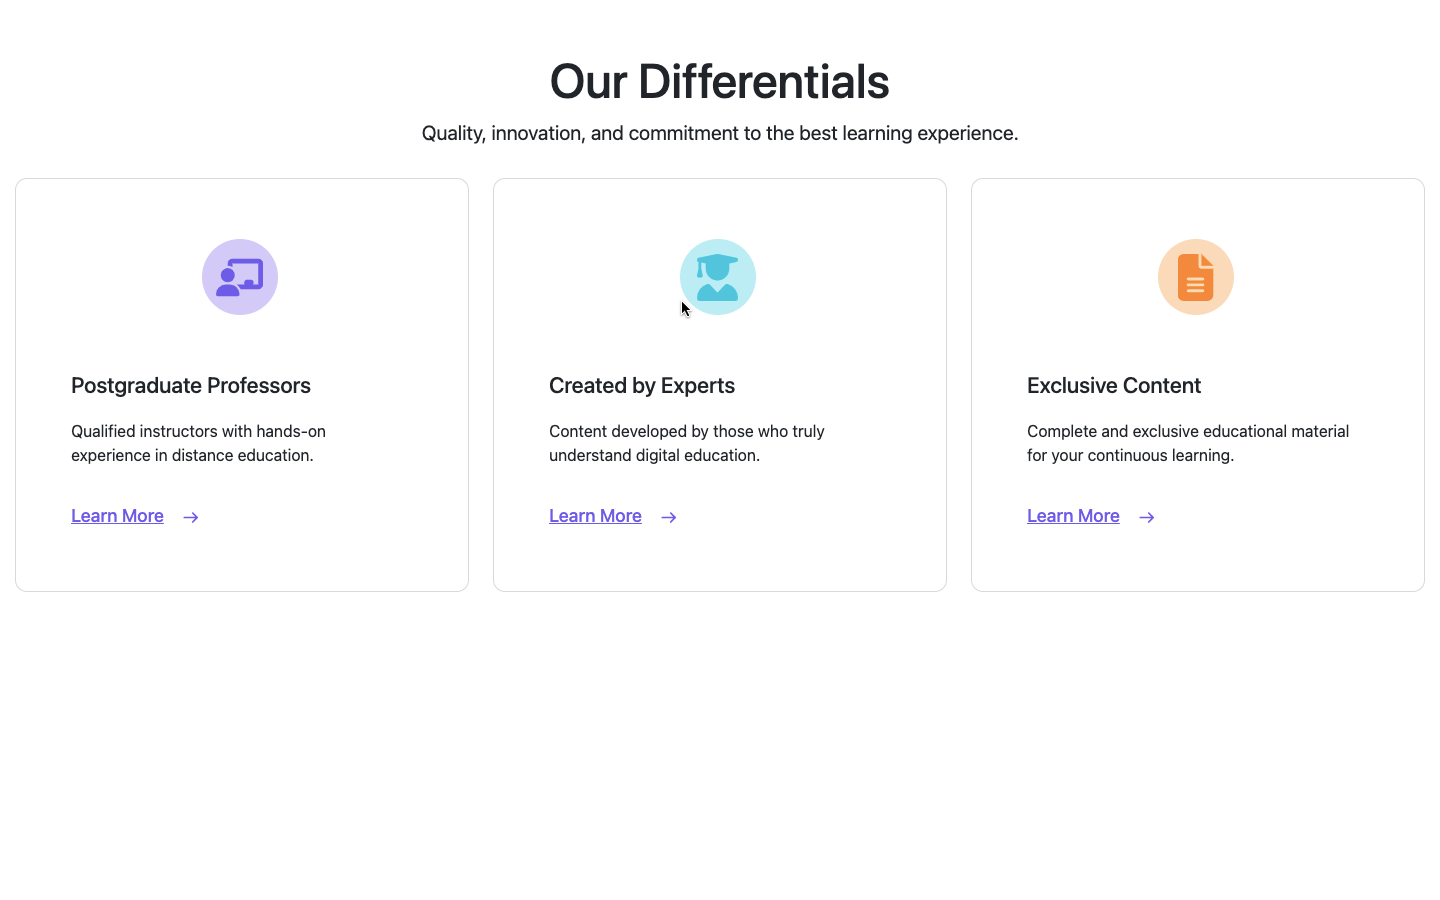 Our Differentials
Quality, innovation, and commitment to the best learning experience.
Postgraduate Professors
Qualified instructors with hands-on
experience in distance education.
Learn More →
Created by Experts
Content developed by those who truly
understand digital education.
Learn More →
Exclusive Content
Complete and exclusive educational material
for your continuous learning.
Learn More →